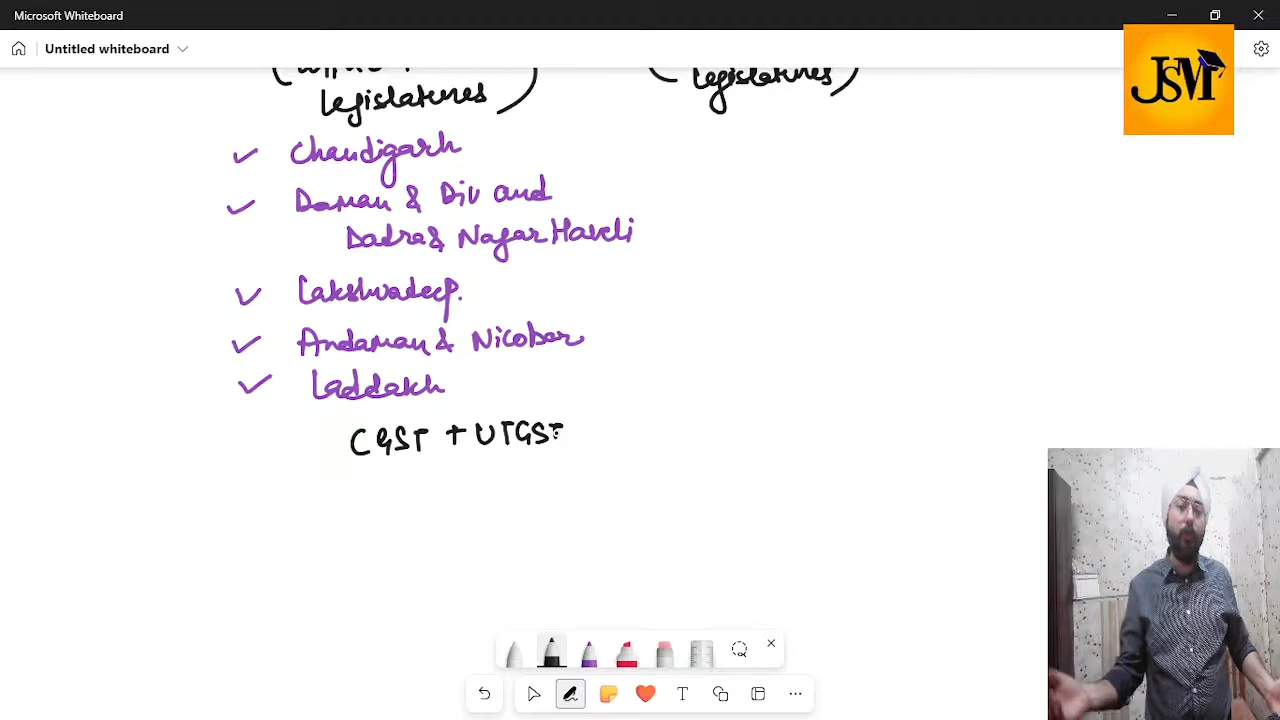 Microsoft Whiteboard
Untitled whiteboard
JSM
legislatures)
(legislatures)
✓ Chandigarh
✓ Daman & Diu and
Dadra & Nagar Haveli
✓ Lakshwadeep.
✓ Andaman & Nicobar
✓ Laddakh
CGST + UTGST